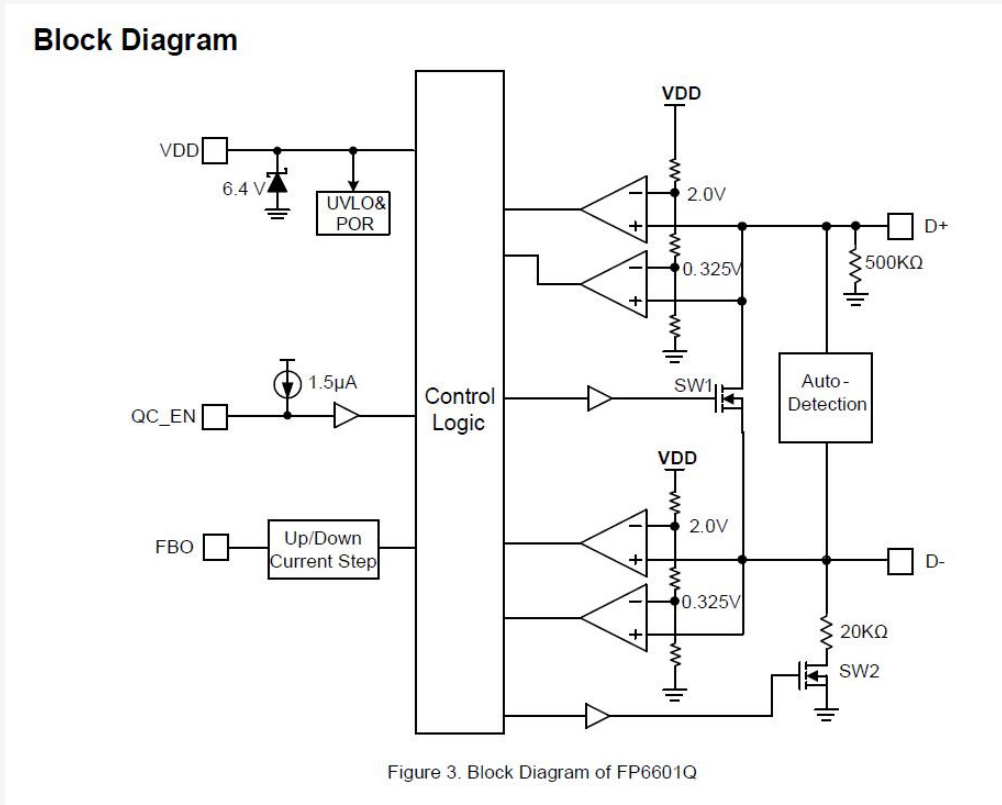 Block Diagram
VDD
VDD
6.4 V
UVLO&
POR
2.0V
D+
0.325V
500KΩ
1.5μA
QC_EN
Control
Logic
SW1
Auto-
Detection
VDD
FBO
Up/Down
Current Step
2.0V
D-
0.325V
20KΩ
SW2
Figure 3. Block Diagram of FP6601Q